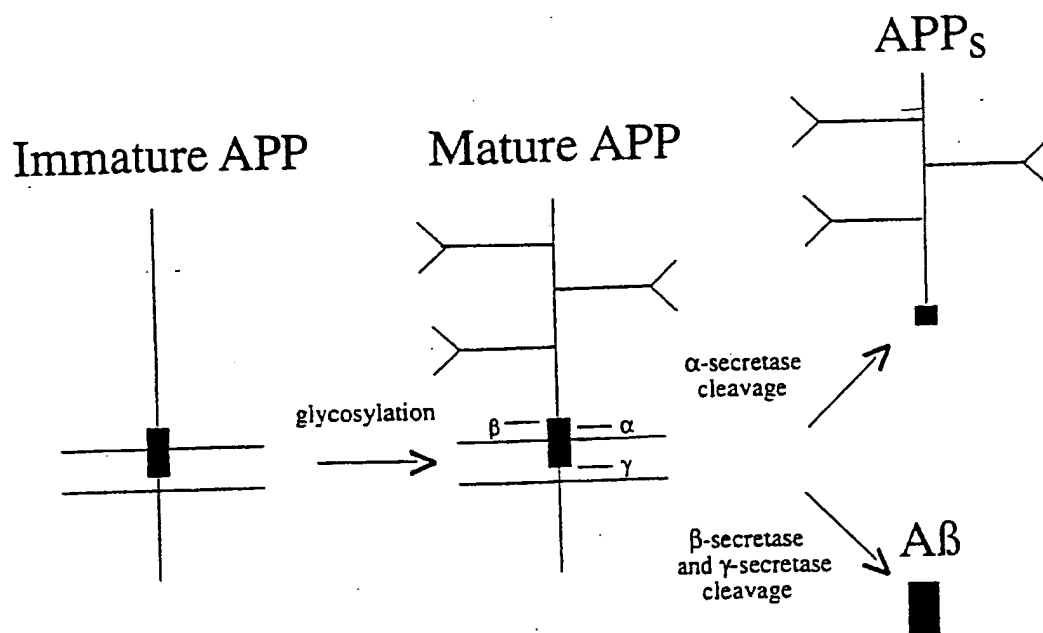 APPs
Immature APP
Mature APP
α-secretase
cleavage
glycosylation
β
α
γ
β-secretase
and γ-secretase
cleavage
Aß